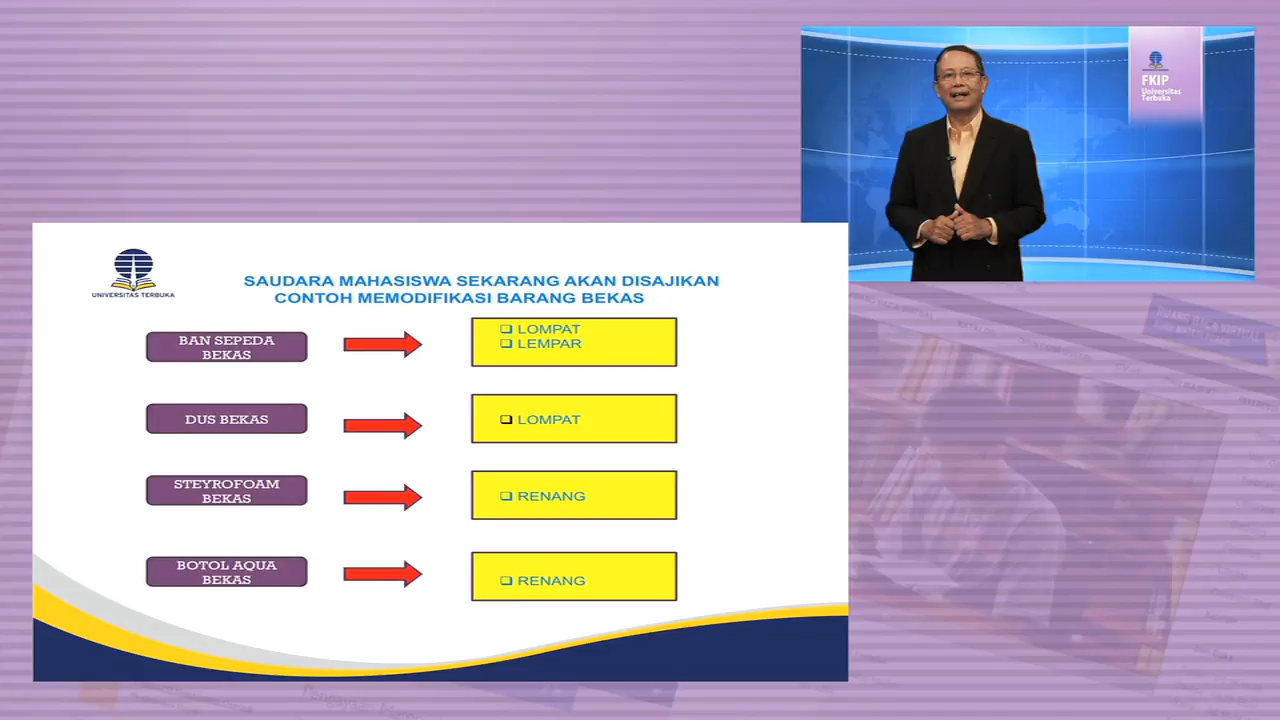 FKIP
Universitas
Terbuka
UNIVERSITAS TERBUKA
SAUDARA MAHASISWA SEKARANG AKAN DISAJIKAN
CONTOH MEMODIFIKASI BARANG BEKAS
BAN SEPEDA
BEKAS
LOMPAT
LEMPAR
DUS BEKAS
LOMPAT
STEYROFOAM
BEKAS
RENANG
BOTOL AQUA
BEKAS
RENANG